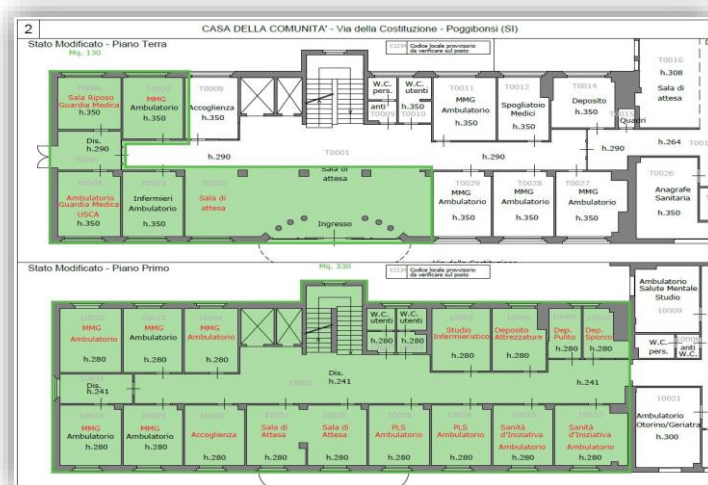 2
CASA DELLA COMUNITA' - Via della Costituzione - Poggibonsi (SI)
Stato Modificato - Piano Terra
Mq. 130
Codice locale provvisorio
da verificare sul posto
Sala Riposo
Guardia Medica
h.350
MMG
Ambulatorio
h.350
T0008
Accoglienza
h.350
W.C.
pers.
anti
T0009
W.C.
utenti
h.350
T0010
T0011
MMG
Ambulatorio
h.350
T0012
Spogliatoio
Medici
h.350
T0014
Deposito
h.350
Quadri
T0016
h.308
Sala di
attesa
Dis.
h.290
h.290
T0001
h.290
h.264
Ambulatorio
Guardia Medica
USCA
h.350
Infermieri
Ambulatorio
h.350
T0002
Sala di
attesa
Sala di
attesa
Ingresso
T0029
MMG
Ambulatorio
h.350
T0028
MMG
Ambulatorio
h.350
T0027
MMG
Ambulatorio
h.350
T0026
Anagrafe
Sanitaria
h.350
Via della Costituzione
Stato Modificato - Piano Primo
Mq. 330
Codice locale provvisorio
da verificare sul posto
MMG
Ambulatorio
h.280
MMG
Ambulatorio
h.280
MMG
Ambulatorio
h.280
W.C.
utenti
h.280
W.C.
utenti
h.280
Studio
Infermieristico
h.280
Deposito
Attrezzature
h.280
Dep.
Pulito
h.280
Dep.
Sporco
h.280
Ambulatorio
Salute Mentale
Studio
10009
W.C.
pers.
anti
W.C.
Dis.
h.241
Dis.
h.241
h.241
MMG
Ambulatorio
h.280
MMG
Ambulatorio
h.280
Accoglienza
h.280
Sala di
Attesa
h.280
Sala di
Attesa
h.280
PLS
Ambulatorio
h.280
PLS
Ambulatorio
h.280
Sanità
d'Iniziativa
Ambulatorio
h.280
Sanità
d'Iniziativa
Ambulatorio
h.280
10021
Ambulatorio
Otorino/Geriatra
h.300